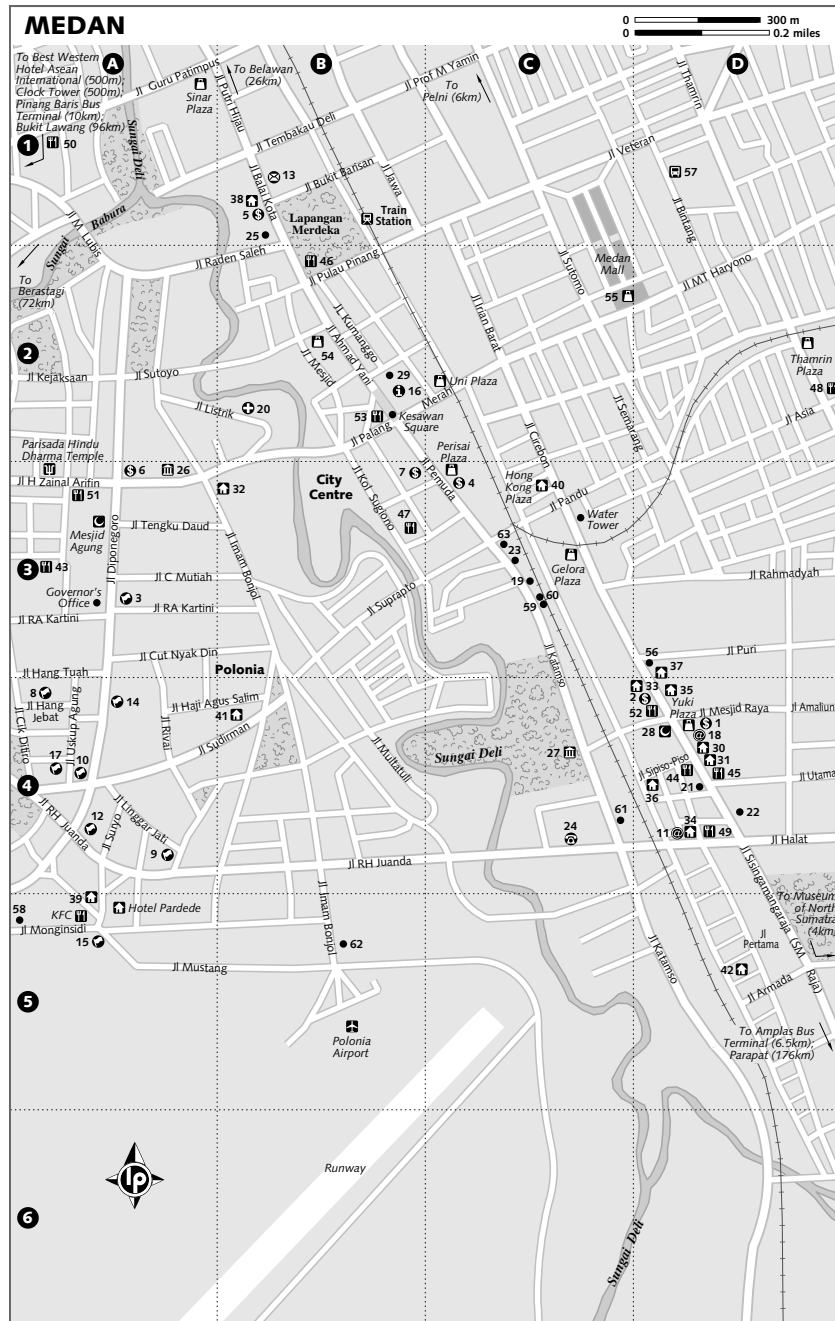 MEDAN
0 300 m
0 0.2 miles
A
B
C
D
To Best Western
Hotel Asean
International (500m);
Clock Tower (500m);
Pinang Baris Bus
Terminal (10km);
Bukit Lawang (96km)
Jl Guru Patimpus
Sinar
Plaza
To Belawan
(26km)
Jl Putri Hijau
Jl Prof M Yamin
To
Pelni (6km)
Jl Thamrin
1
50
Sungai Deli
Jl Tembakau Deli
Jl Veteran
13
Jl Bukit Barisan
Jl Jawa
57
38
Jl Balai Kota
5
25
Lapangan
Merdeka
Train
Station
Jl Bintang
Sungai Babura
Jl M Lubis
Jl Raden Saleh
46
Jl Pulau Pinang
Jl Sutomo
Medan
Mall
Jl MT Haryono
To
Berastagi
(72km)
55
Jl Irian Barat
2
JL Kumanggo
Jl Ahmad Yani
54
Jl Mesjid
Thamrin
Plaza
Jl Kejaksaan
Jl Sutoyo
29
16
Uni Plaza
48
Jl Listrik
20
53
Kesawan
Square
Jl Palang Merah
Jl Semarang
Jl Asia
Jl Cirebon
Parisada Hindu
Dharma Temple
6
26
Perisai
Plaza
7
4
Jl Pemuda
Hong
Kong
Plaza
40
Jl H Zainal Arifin
51
32
City
Centre
Jl Kol Sugiono
47
Jl Pandu
Water
Tower
Mesjid
Agung
Jl Tengku Daud
Jl Diponegoro
Jl Imam Bonjol
63
23
Gelora
Plaza
3
43
Jl C Mutiah
19
60
59
Jl Rahmadyah
Governor's
Office
3
Jl RA Kartini
Jl RA Kartini
Jl Suprapto
Jl Cut Nyak Din
Polonia
Jl Katamso
56
Jl Puri
Jl Hang Tuah
37
8
Jl Hang
Jebat
14
Jl Haji Agus Salim
41
33
35
2
Yuki
Plaza
Jl Mesjid Raya
Jl Amaliun
52
1
18
28
Jl Cik Ditiro
Jl Uskup Agung
Jl Rivai
Jl Sudirman
Jl Multatuli
Sungai Deli
27
30
31
17
10
Jl Sipiso-Piso
44
45
Jl Utama
4
36
21
12
Jl Linggar Jati
Jl Suryo
Jl RH Juanda
9
24
61
34
11
49
22
Jl RH Juanda
Jl Halat
Jl Sisingamangaraja (SM Raja)
39
Hotel Pardede
58
KFC
Jl Monginsidi
15
Jl Imam Bonjol
62
To Museum
of North
Sumatra
(4km)
Jl
Pertama
Jl Mustang
Jl Katamso
42
Jl Armada
5
Polonia
Airport
To Amplas Bus
Terminal (6.5km);
Parapat (176km)
lp
Runway
6
Sungai Deli